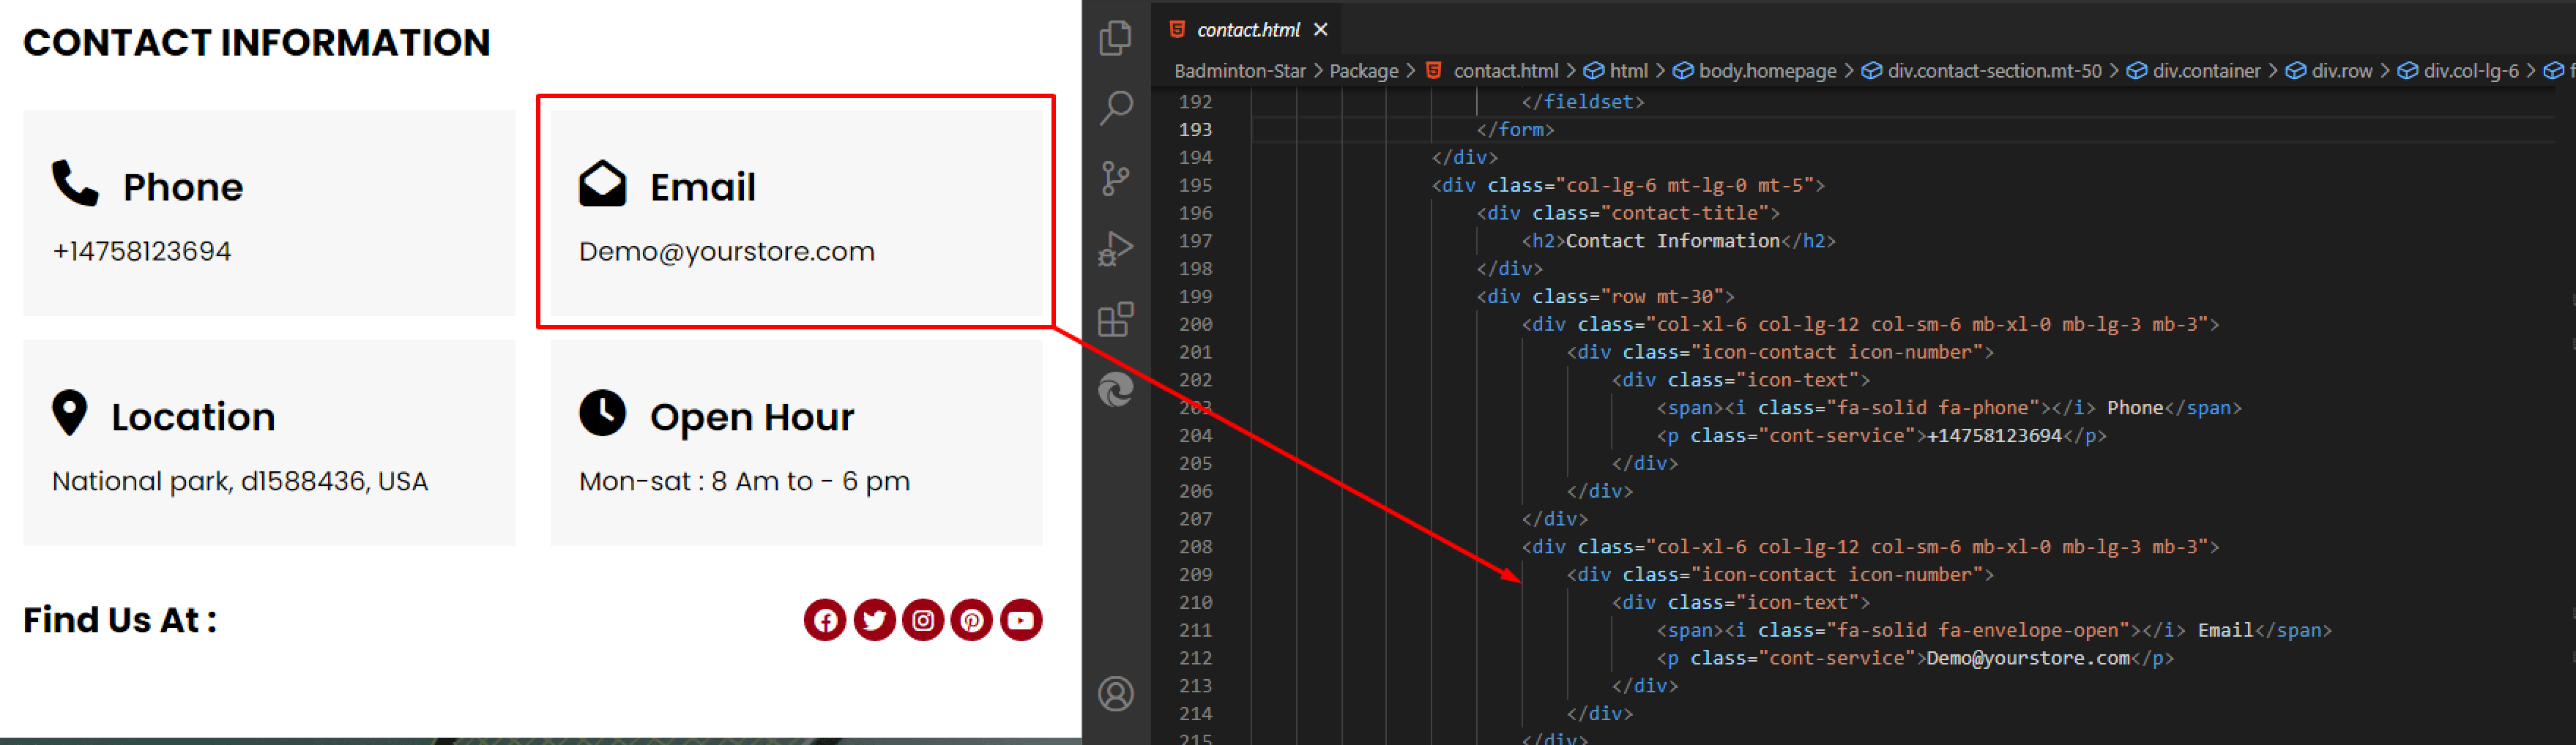 CONTACT INFORMATION
Phone
+14758123694
Email
Demo@yourstore.com
Location
National park, d1588436, USA
Open Hour
Mon-sat : 8 Am to - 6 pm
Find Us At :
contact.html
Badminton-Star > Package > contact.html > html > body.homepage > div.contact-section.mt-50 > div.container > div.row > div.col-lg-6 > f
192 </fieldset>
193 </form>
194 </div>
195 <div class="col-lg-6 mt-lg-0 mt-5">
196 <div class="contact-title">
197 <h2>Contact Information</h2>
198 </div>
199 <div class="row mt-30">
200 <div class="col-xl-6 col-lg-12 col-sm-6 mb-xl-0 mb-lg-3 mb-3">
201 <div class="icon-contact icon-number">
202 <div class="icon-text">
203 <span><i class="fa-solid fa-phone"></i> Phone</span>
204 <p class="cont-service">+14758123694</p>
205 </div>
206 </div>
207 </div>
208 <div class="col-xl-6 col-lg-12 col-sm-6 mb-xl-0 mb-lg-3 mb-3">
209 <div class="icon-contact icon-number">
210 <div class="icon-text">
211 <span><i class="fa-solid fa-envelope-open"></i> Email</span>
212 <p class="cont-service">Demo@yourstore.com</p>
213 </div>
214 </div>
215 </div>